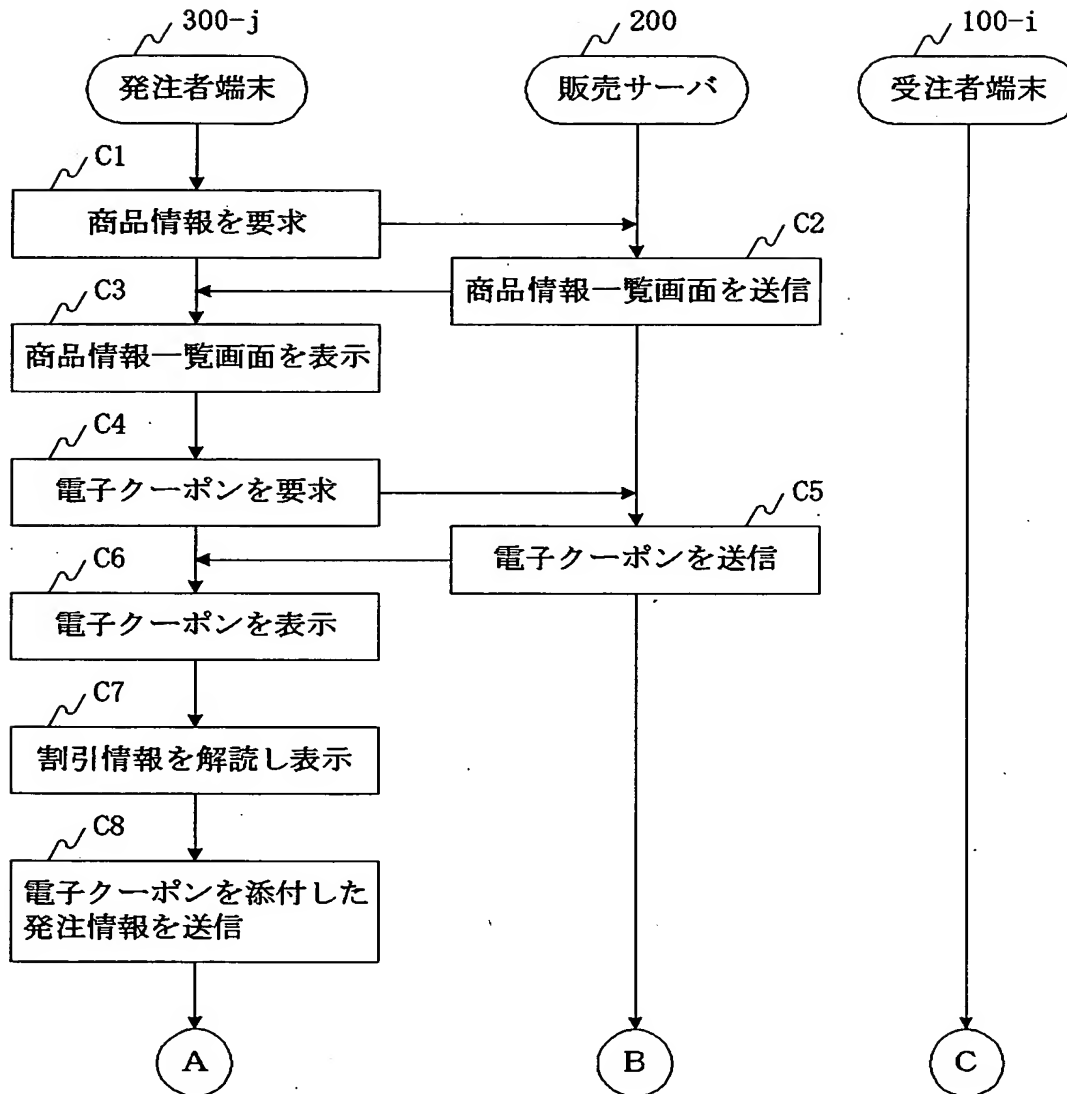 300-j
200
100-i
発注者端末
販売サーバ
受注者端末
C1
商品情報を要求
C2
商品情報一覧画面を送信
C3
商品情報一覧画面を表示
C4
電子クーポンを要求
C5
電子クーポンを送信
C6
電子クーポンを表示
C7
割引情報を解読し表示
C8
電子クーポンを添付した
発注情報を送信
A
B
C